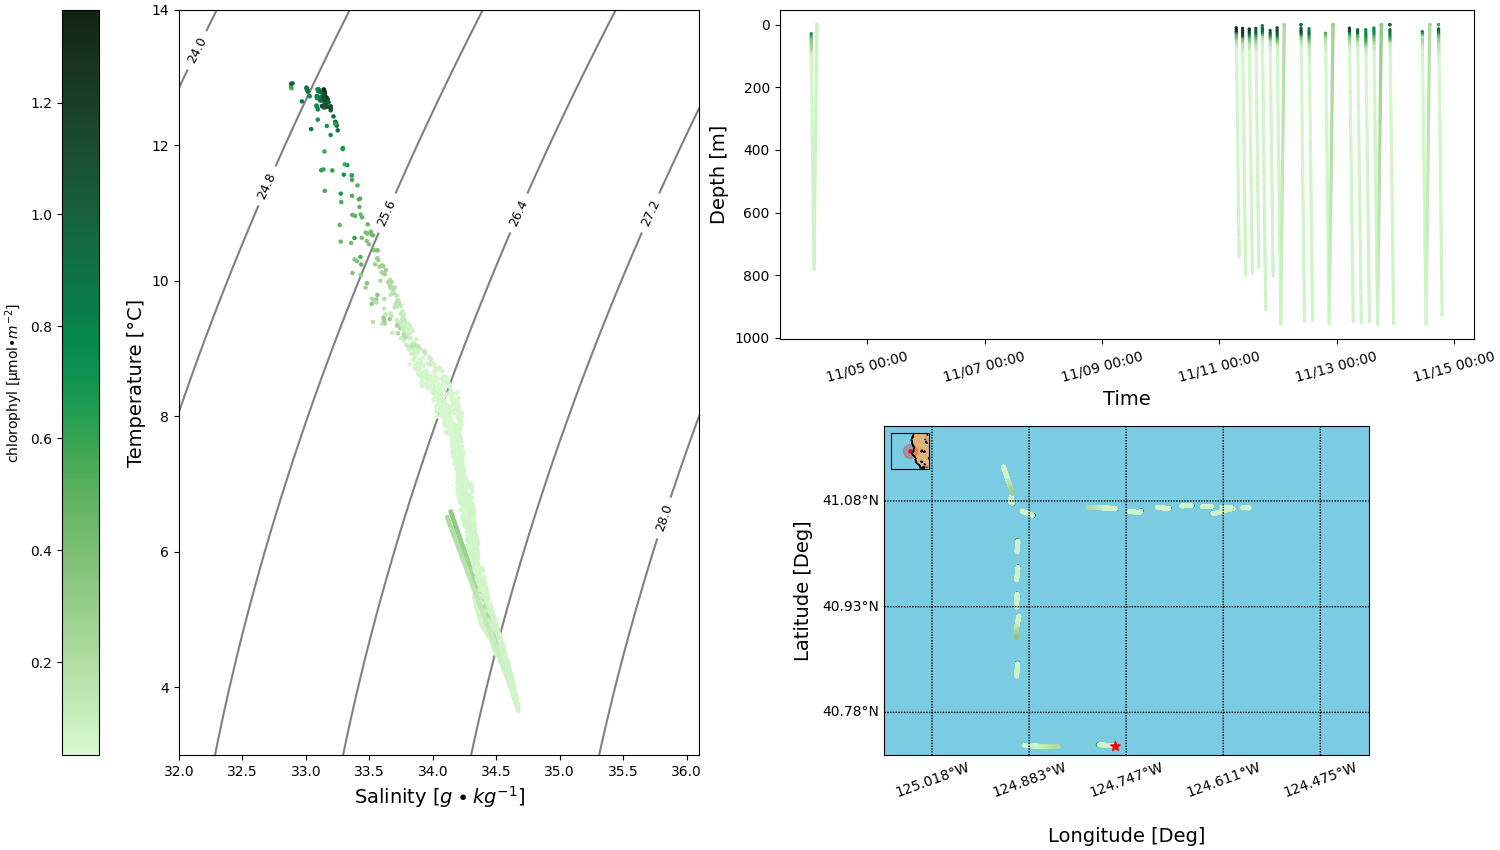 chlorophyl [µmol•m⁻²]
1.2
1.0
0.8
0.6
0.4
0.2
Temperature [°C]
14
12
10
8
6
4
24.0
24.8
25.6
26.4
27.2
28.0
32.0 32.5 33.0 33.5 34.0 34.5 35.0 35.5 36.0
Salinity [g • kg⁻¹]
Depth [m]
0
200
400
600
800
1000
11/05 00:00 11/07 00:00 11/09 00:00 11/11 00:00 11/13 00:00 11/15 00:00
Time
Latitude [Deg]
41.08°N
40.93°N
40.78°N
125.018°W 124.883°W 124.747°W 124.611°W 124.475°W
Longitude [Deg]